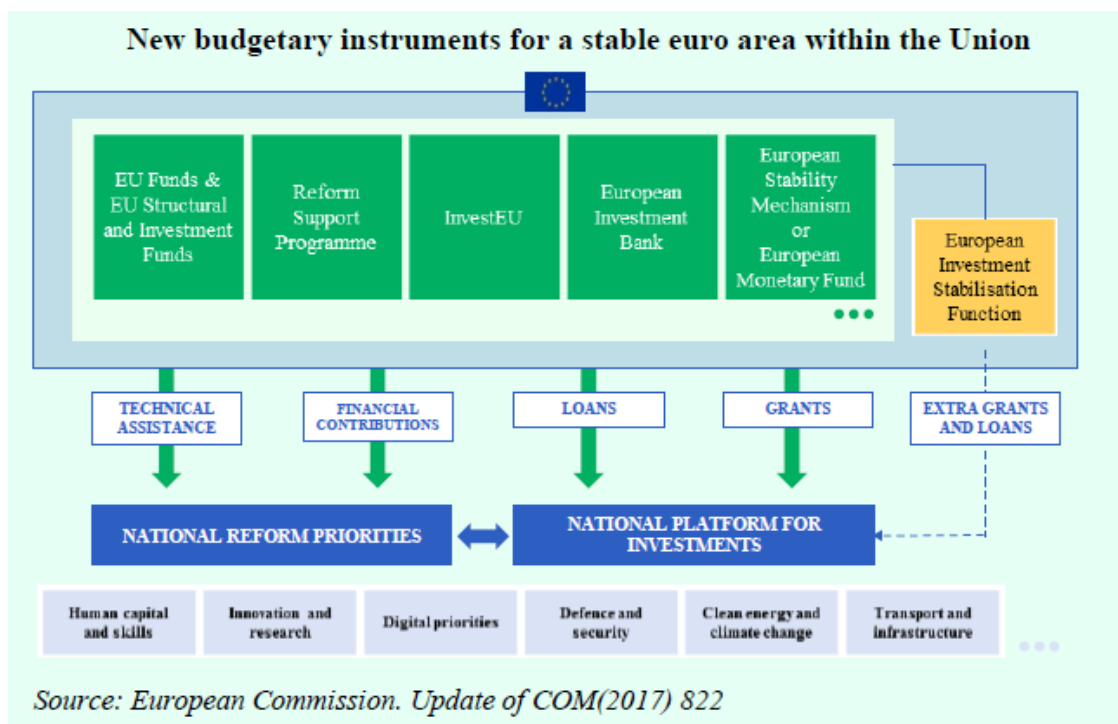 New budgetary instruments for a stable euro area within the Union
EU Funds &
EU Structural
and Investment
Funds
Reform
Support
Programme
InvestEU
European
Investment
Bank
European
Stability
Mechanism
or
European
Monetary Fund
European
Investment
Stabilisation
Function
TECHNICAL
ASSISTANCE
FINANCIAL
CONTRIBUTIONS
LOANS
GRANTS
EXTRA GRANTS
AND LOANS
NATIONAL REFORM PRIORITIES
NATIONAL PLATFORM FOR
INVESTMENTS
Human capital
and skills
Innovation and
research
Digital priorities
Defence and
security
Clean energy and
climate change
Transport and
infrastructure
Source: European Commission. Update of COM(2017) 822